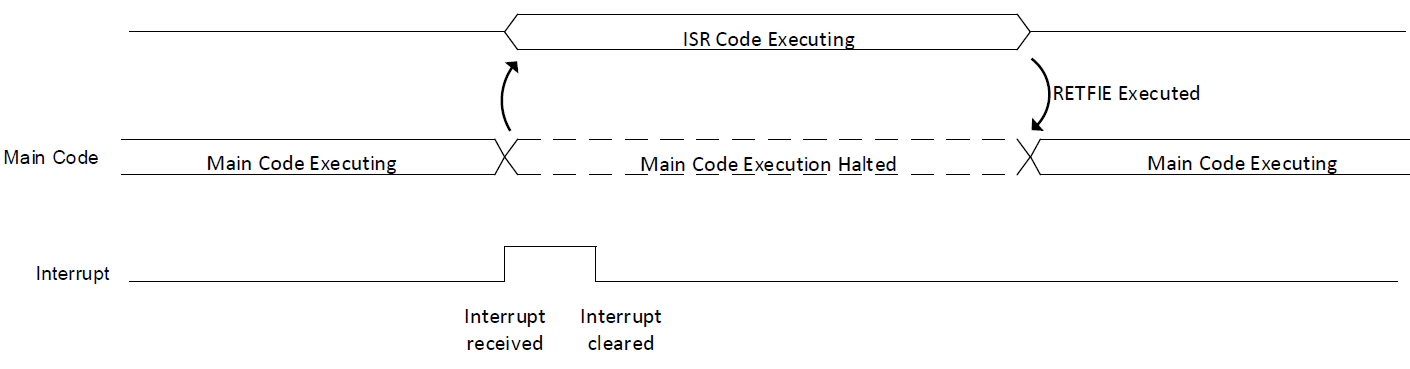 ISR Code Executing
RETFIE Executed
Main Code
Main Code Executing
Main Code Execution Halted
Main Code Executing
Interrupt
Interrupt
received
Interrupt
cleared